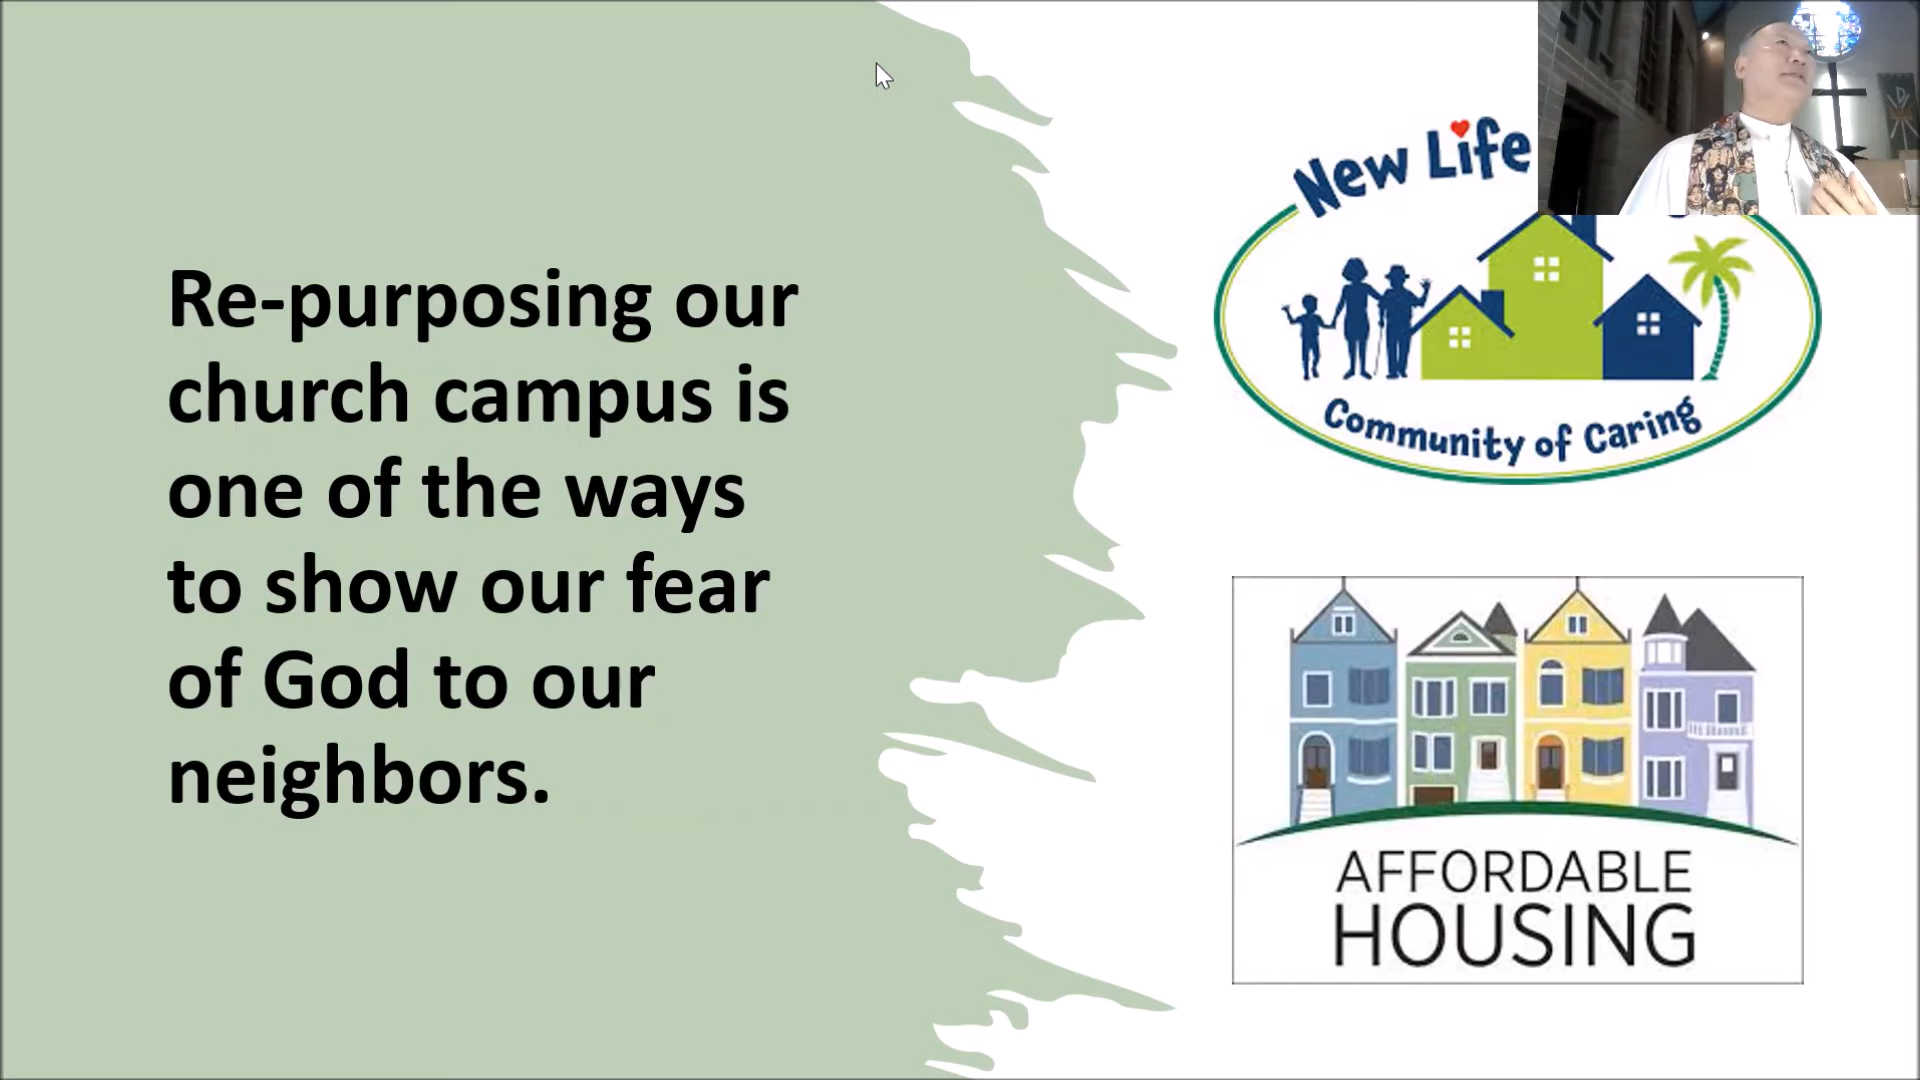 Re-purposing our
church campus is
one of the ways
to show our fear
of God to our
neighbors.
New Life
Community of Caring
AFFORDABLE
HOUSING